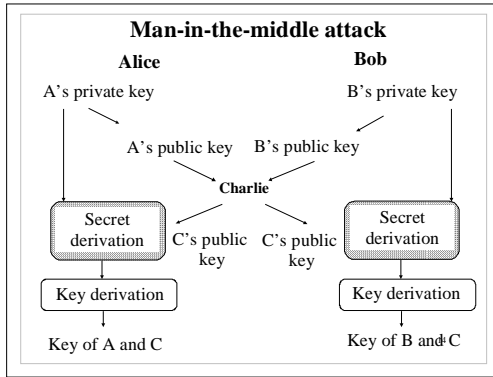 Man-in-the-middle attack
Alice
Bob
A's private key
B's private key
A's public key
B's public key
Charlie
Secret
derivation
C's public
key
C's public
key
Secret
derivation
Key derivation
Key derivation
Key of A and C
Key of B and C
14